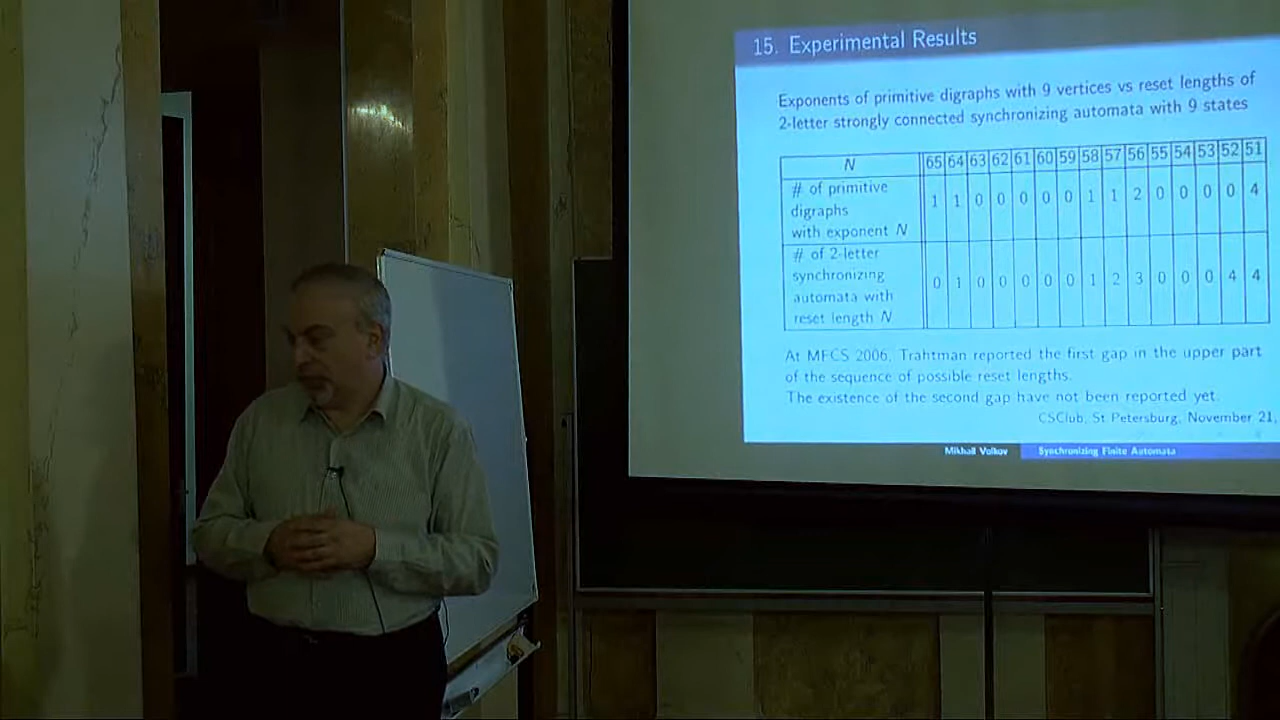 15. Experimental Results
Exponents of primitive digraphs with 9 vertices vs reset lengths of
2-letter strongly connected synchronizing automata with 9 states
N 65 64 63 62 61 60 59 58 57 56 55 54 53 52 51
# of primitive
digraphs
with exponent N
1 1 0 0 0 0 0 1 1 2 0 0 0 0 4
# of 2-letter
synchronizing
automata with
reset length N
0 1 0 0 0 0 0 1 2 3 0 0 0 4 4
At MFCS 2006, Trahtman reported the first gap in the upper part
of the sequence of possible reset lengths.
The existence of the second gap have not been reported yet.
CSClub, St Petersburg, November 21,
Mikhail Volkov Synchronizing Finite Automata